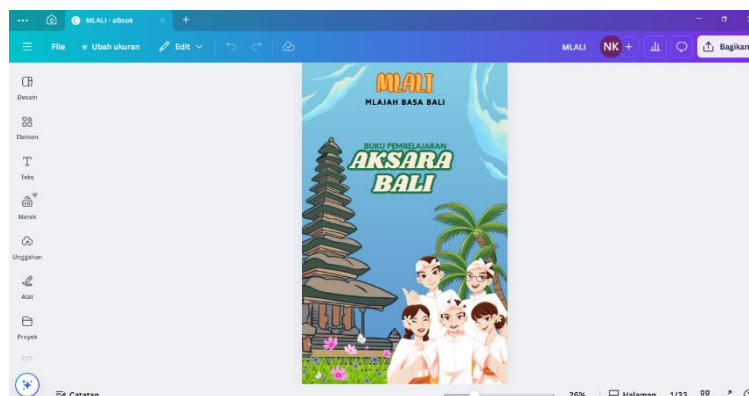 MLALI - eBook
File
Ubah ukuran
Edit
MLALI
NK
Bagikan
Desain
Elemen
Teks
Merek
Unggahan
Alat
Proyek
MLALI
MLAJAH BASA BALI
BUKU PEMBELAJARAN
AKSARA
BALI
Catatan
26%
Halaman
1/33